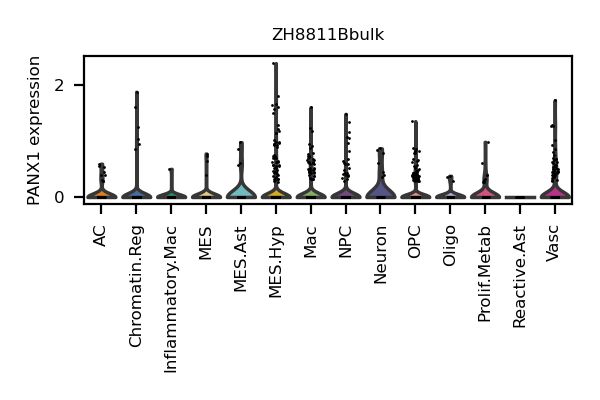 ZH8811Bbulk
PANX1 expression
2
0
AC
Chromatin.Reg
Inflammatory.Mac
MES
MES.Ast
MES.Hyp
Mac
NPC
Neuron
OPC
Oligo
Prolif.Metab
Reactive.Ast
Vasc